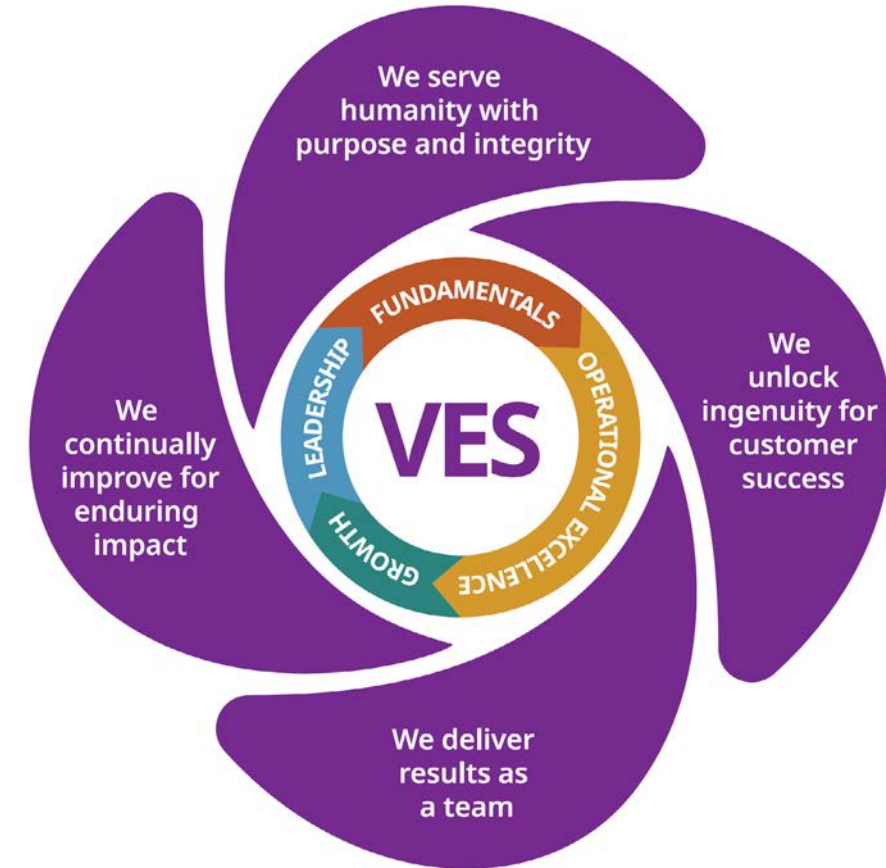 We serve
humanity with
purpose and integrity
We
unlock
ingenuity for
customer
success
We deliver
results as
a team
We
continually
improve for
enduring
impact
FUNDAMENTALS
OPERATIONAL EXCELLENCE
GROWTH
LEADERSHIP
VES